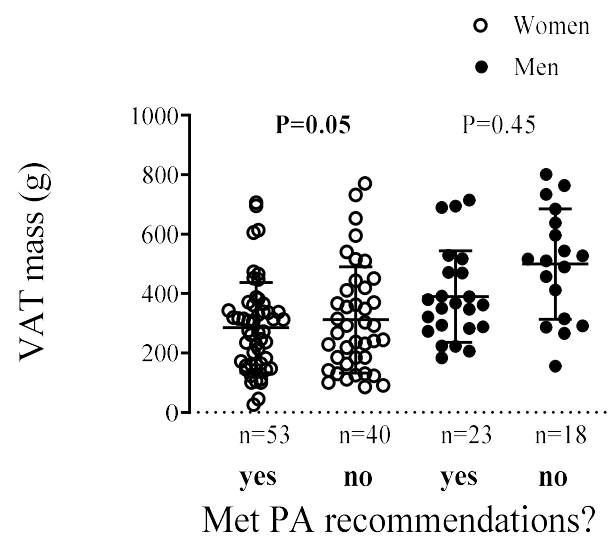 Women
Men
P=0.05 P=0.45
1000
800
600
400
200
0
VAT mass (g)
n=53 n=40 n=23 n=18
yes no yes no
Met PA recommendations?